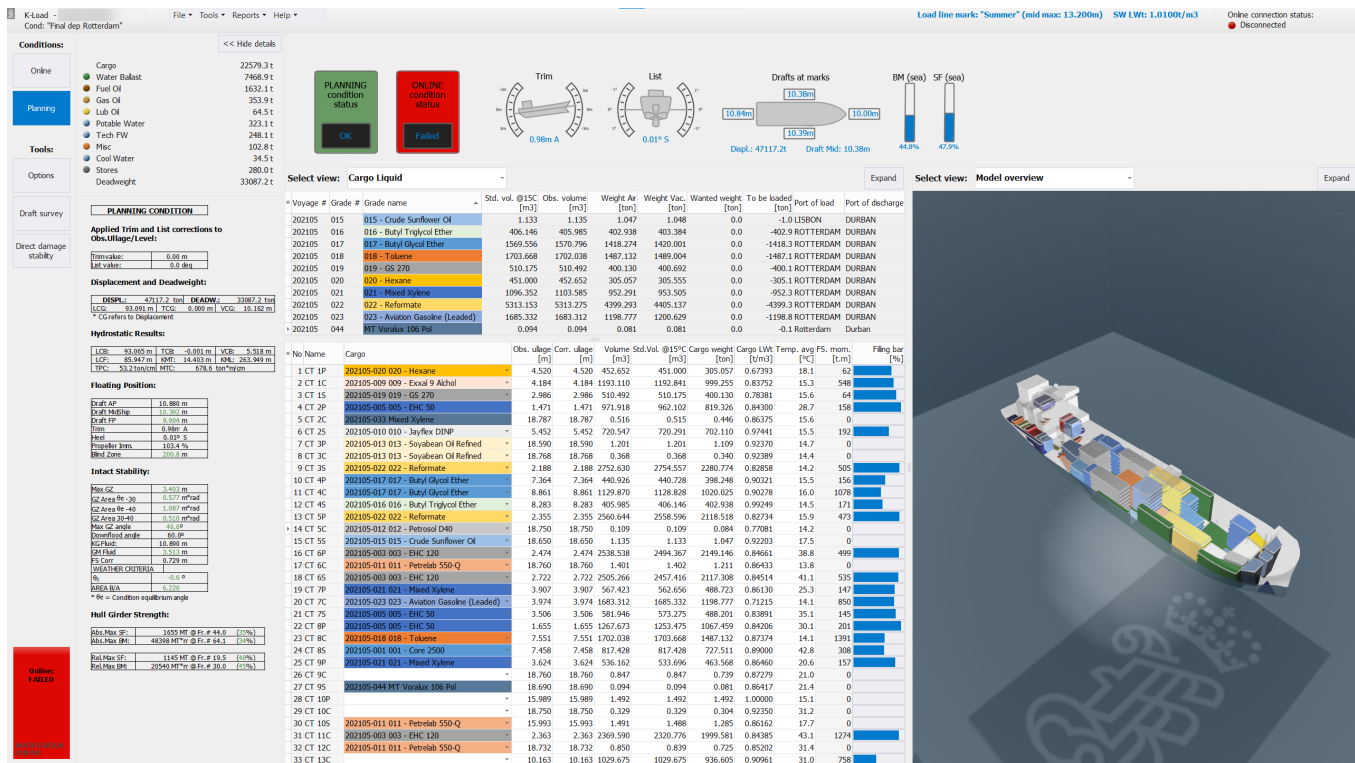 K-Load -
File Tools Reports Help
Load line mark: "Summer" (mid max: 13.200m) SW LWt: 1.0100t/m3
Online connection status:
Cond: "Final dep Rotterdam"
Disconnected
Conditions:
<< Hide details
Online
Planning
Tools:
Options
Draft survey
Direct damage stability
Online: FAILED
Cargo 22579.3 t
Water Ballast 7468.9 t
Fuel Oil 1632.1 t
Gas Oil 353.9 t
Lub Oil 64.5 t
Potable Water 323.1 t
Tech FW 248.1 t
Misc 102.8 t
Cool Water 34.5 t
Stores 280.0 t
Deadweight 33087.2 t
PLANNING condition status
OK
ONLINE condition status
Failed
Trim
0.98m A
List
0.01º S
Drafts at marks
10.38m
10.84m
10.00m
10.39m
Displ.: 47117.2t Draft Mid: 10.38m
BM (sea) SF (sea)
44.8% 47.9%
PLANNING CONDITION
Applied Trim and List corrections to
Obs.Ullage/Level:
Trimvalue: 0.00 m
List value: 0.0 deg
Displacement and Deadweight:
DISPL.: 47117.2 ton DEADW.: 33087.2 ton
LCG: 93.091 m TCG: 0.000 m VCG: 10.162 m
* CG refers to Displacement
Hydrostatic Results:
LCB: 93.065 m TCB: -0.001 m VCB: 5.518 m
LCF: 85.947 m KMT: 14.403 m KML: 263.949 m
TPC: 53.2 ton/cm MTC: 678.6 ton*m/cm
Floating Position:
Draft AP 10.880 m
Draft MidShip 10.392 m
Draft FP 9.904 m
Trim 0.98m A
Heel 0.01º S
Propeller Imm. 103.4 %
Blind Zone 200.8 m
Intact Stability:
Max GZ 3.403 m
GZ Area θe -30 0.577 m*rad
GZ Area θe -40 1.087 m*rad
GZ Area 30-40 0.510 m*rad
Max GZ angle 46.6º
Downflood angle 60.0º
KG Fluid: 10.890 m
GM Fluid 3.513 m
FS Corr 0.729 m
WEATHER CRITERIA
-0.6 º
AREA B/A 6.220
* θe = Condition equilibrium angle
Hull Girder Strength:
Abs.Max SF: 1655 MT @ Fr.# 44.0 (35%)
Abs.Max BM: 48398 MT*m @ Fr.# 64.1 (34%)
Rel.Max SF: 1145 MT @ Fr.# 19.5 (48%)
Rel.Max BM: 20540 MT*m @ Fr.# 30.0 (45%)
Select view: Cargo Liquid Expand
Select view: Model overview Expand
Voyage # Grade # Grade name Std. vol. @15C [m3] Obs. volume [m3] Weight Air [ton] Weight Vac. [ton] Wanted weight [ton] To be loaded [ton] Port of load Port of discharge
202105 015 015 - Crude Sunflower Oil 1.133 1.135 1.047 1.048 0.0 -1.0 LISBON DURBAN
202105 016 016 - Butyl Triglycol Ether 406.146 405.985 402.938 403.384 0.0 -402.9 ROTTERDAM DURBAN
202105 017 017 - Butyl Glycol Ether 1569.556 1570.796 1418.274 1420.001 0.0 -1418.3 ROTTERDAM DURBAN
202105 018 018 - Toluene 1703.668 1702.038 1487.132 1489.004 0.0 -1487.1 ROTTERDAM DURBAN
202105 019 019 - GS 270 510.175 510.492 400.130 400.692 0.0 -400.1 ROTTERDAM DURBAN
202105 020 020 - Hexane 451.000 452.652 305.057 305.555 0.0 -305.1 ROTTERDAM DURBAN
202105 021 021 - Mixed Xylene 1096.352 1103.585 952.291 953.505 0.0 -952.3 ROTTERDAM DURBAN
202105 022 022 - Reformate 5313.153 5313.275 4399.293 4405.137 0.0 -4399.3 ROTTERDAM DURBAN
202105 023 023 - Aviation Gasoline (Leaded) 1685.332 1683.312 1198.777 1200.629 0.0 -1198.8 ROTTERDAM DURBAN
202105 044 MT Voralux 106 Pol 0.094 0.094 0.081 0.081 0.0 -0.1 Rotterdam Durban
No Name Cargo Obs. ullage [m] Corr. ullage [m] Volume [m3] Std.Vol. @15ºC [m3] Cargo weight [ton] Cargo LWt [t/m3] Temp. avg [ºC] FS. mom. [t.m] Filing bar [%]
1 CT 1P 202105-020 020 - Hexane 4.520 4.520 452.652 451.000 305.057 0.67393 18.1 62
2 CT 1C 202105-009 009 - Exxal 9 Alchol 4.184 4.184 1193.110 1192.841 999.255 0.83752 15.3 548
3 CT 1S 202105-019 019 - GS 270 2.986 2.986 510.492 510.175 400.130 0.78381 15.6 64
4 CT 2P 202105-005 005 - EHC 50 1.471 1.471 971.918 962.102 819.326 0.84300 28.7 158
5 CT 2C 202105-033 Mixed Xylene 18.787 18.787 0.516 0.515 0.446 0.86375 15.6 0
6 CT 2S 202105-010 010 - Jayflex DINP 5.452 5.452 720.547 720.291 702.110 0.97441 15.5 192
7 CT 3P 202105-013 013 - Soyabean Oil Refined 18.590 18.590 1.201 1.201 1.109 0.92370 14.7 0
8 CT 3C 202105-013 013 - Soyabean Oil Refined 18.768 18.768 0.368 0.368 0.340 0.92389 14.4 0
9 CT 3S 202105-022 022 - Reformate 2.188 2.188 2752.630 2754.557 2280.774 0.82858 14.2 505
10 CT 4P 202105-017 017 - Butyl Glycol Ether 7.364 7.364 440.926 440.728 398.248 0.90321 15.5 156
11 CT 4C 202105-017 017 - Butyl Glycol Ether 8.861 8.861 1129.870 1128.828 1020.025 0.90278 16.0 1078
12 CT 4S 202105-016 016 - Butyl Triglycol Ether 8.283 8.283 405.985 406.146 402.938 0.99249 14.5 171
13 CT 5P 202105-022 022 - Reformate 2.355 2.355 2560.644 2558.596 2118.518 0.82734 15.9 473
14 CT 5C 202105-012 012 - Petrosol D40 18.750 18.750 0.109 0.109 0.084 0.77081 14.2 0
15 CT 5S 202105-015 015 - Crude Sunflower Oil 18.650 18.650 1.135 1.133 1.047 0.92203 17.5 0
16 CT 6P 202105-003 003 - EHC 120 2.474 2.474 2538.538 2494.367 2149.146 0.84661 38.8 499
17 CT 6C 202105-011 011 - Petrelab 550-Q 18.760 18.760 1.401 1.402 1.211 0.86433 13.8 0
18 CT 6S 202105-003 003 - EHC 120 2.722 2.722 2505.266 2457.416 2117.308 0.84514 41.1 535
19 CT 7P 202105-021 021 - Mixed Xylene 3.907 3.907 567.423 562.656 488.723 0.86130 25.3 147
20 CT 7C 202105-023 023 - Aviation Gasoline (Leaded) 3.974 3.974 1683.312 1685.332 1198.777 0.71215 14.1 850
21 CT 7S 202105-005 005 - EHC 50 3.506 3.506 581.946 573.275 488.201 0.83891 35.1 145
22 CT 8P 202105-005 005 - EHC 50 1.655 1.655 1267.673 1253.475 1067.459 0.84206 30.1 201
23 CT 8C 202105-018 018 - Toluene 7.551 7.551 1702.038 1703.668 1487.132 0.87374 14.1 1391
24 CT 8S 202105-001 001 - Core 2500 7.458 7.458 817.428 817.428 727.511 0.89000 42.8 308
25 CT 9P 202105-021 021 - Mixed Xylene 3.624 3.624 536.162 533.696 463.568 0.86460 20.6 157
26 CT 9C 18.760 18.760 0.847 0.847 0.739 0.87279 21.0 0
27 CT 9S 202105-044 MT Voralux 106 Pol 18.690 18.690 0.094 0.094 0.081 0.86417 21.4 0
28 CT 10P 15.989 15.989 1.492 1.492 1.492 1.00000 15.1 0
29 CT 10C 18.750 18.750 0.329 0.329 0.304 0.92350 31.2 0
30 CT 10S 202105-011 011 - Petrelab 550-Q 15.993 15.993 1.491 1.488 1.285 0.86162 17.7 0
31 CT 11C 202105-003 003 - EHC 120 2.363 2.363 2369.590 2320.776 1999.581 0.84385 43.1 1274
32 CT 12C 202105-011 011 - Petrelab 550-Q 18.732 18.732 0.850 0.839 0.725 0.85202 31.4 0
33 CT 13C 10.163 10.163 1029.675 1029.675 936.605 0.90961 31.0 758